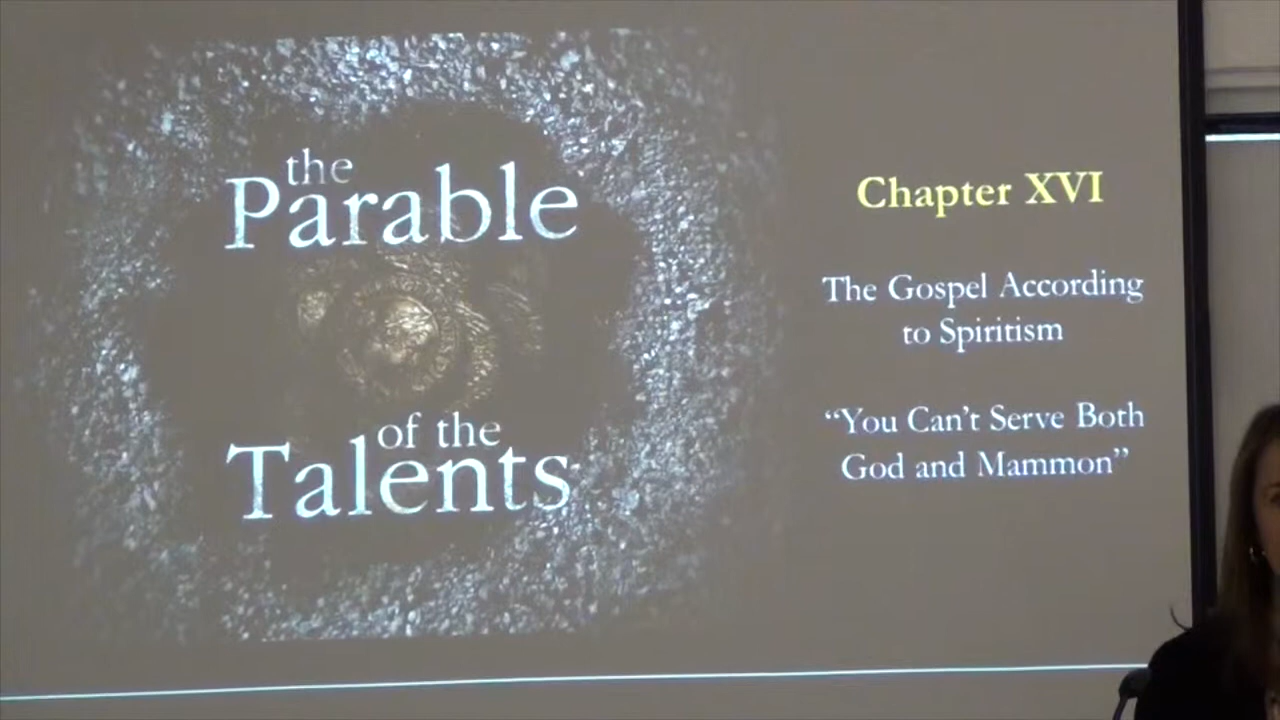 the
Parable
of the
Talents
Chapter XVI
The Gospel According
to Spiritism
“You Can’t Serve Both
God and Mammon”